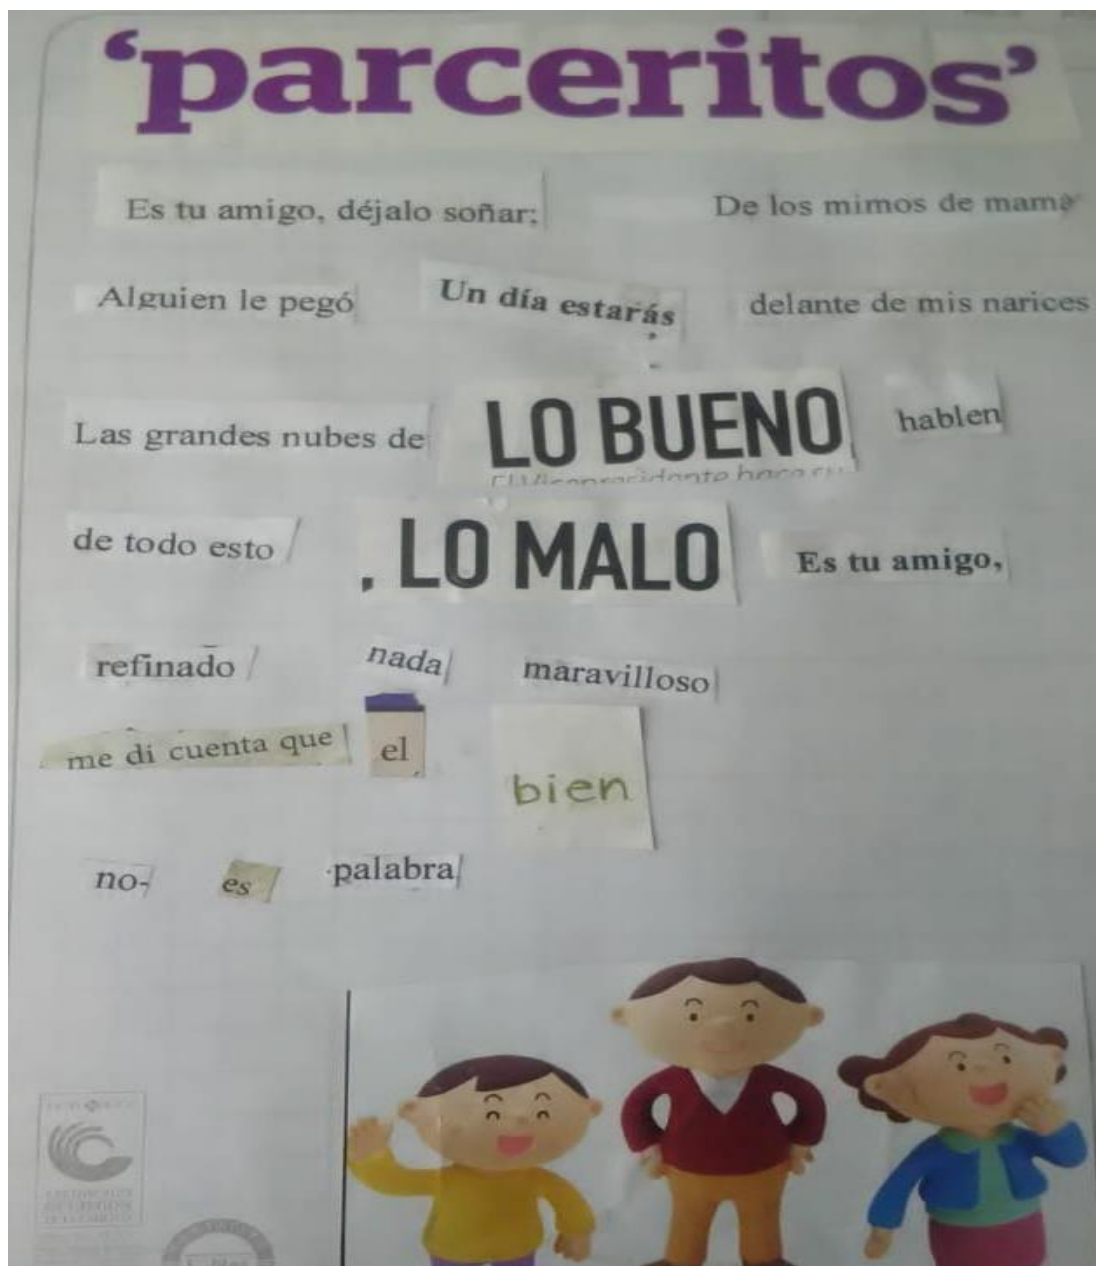 ‘parceritos’
Es tu amigo, déjalo soñar; De los mimos de mamá
Alguien le pegó Un día estarás delante de mis narices
Las grandes nubes de LO BUENO hablen
de todo esto , LO MALO Es tu amigo,
refinado nada maravilloso
me di cuenta que el bien
no- es palabra